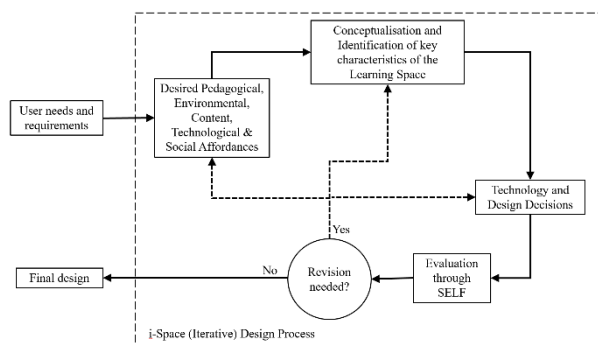 Conceptualisation and
Identification of key
characteristics of the
Learning Space
Desired Pedagogical,
Environmental,
Content,
Technological &
Social Affordances
User needs and
requirements
Technology and
Design Decisions
Yes
Evaluation
through
SELF
Revision
needed?
No
Final design
i-Space (Iterative) Design Process